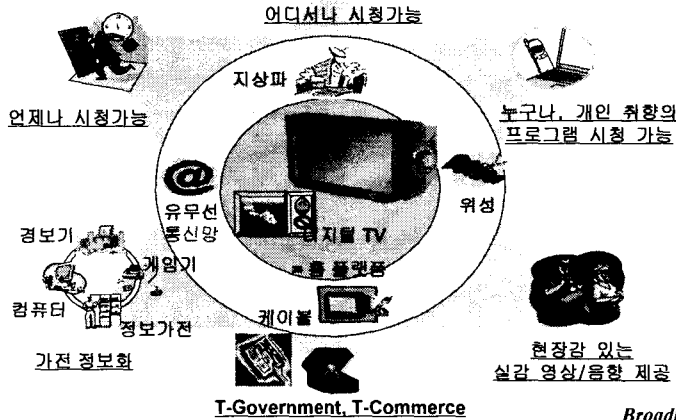 어디서나 시청가능
지상파
언제나 시청가능
누구나, 개인 취향의
프로그램 시청 가능
@
유무선
통신망
위성
디지털 TV
= 홈 플랫폼
경보기
게임기
컴퓨터
정보가전
케이블
가전 정보화
현장감 있는
실감 영상/음향 제공
T-Government, T-Commerce